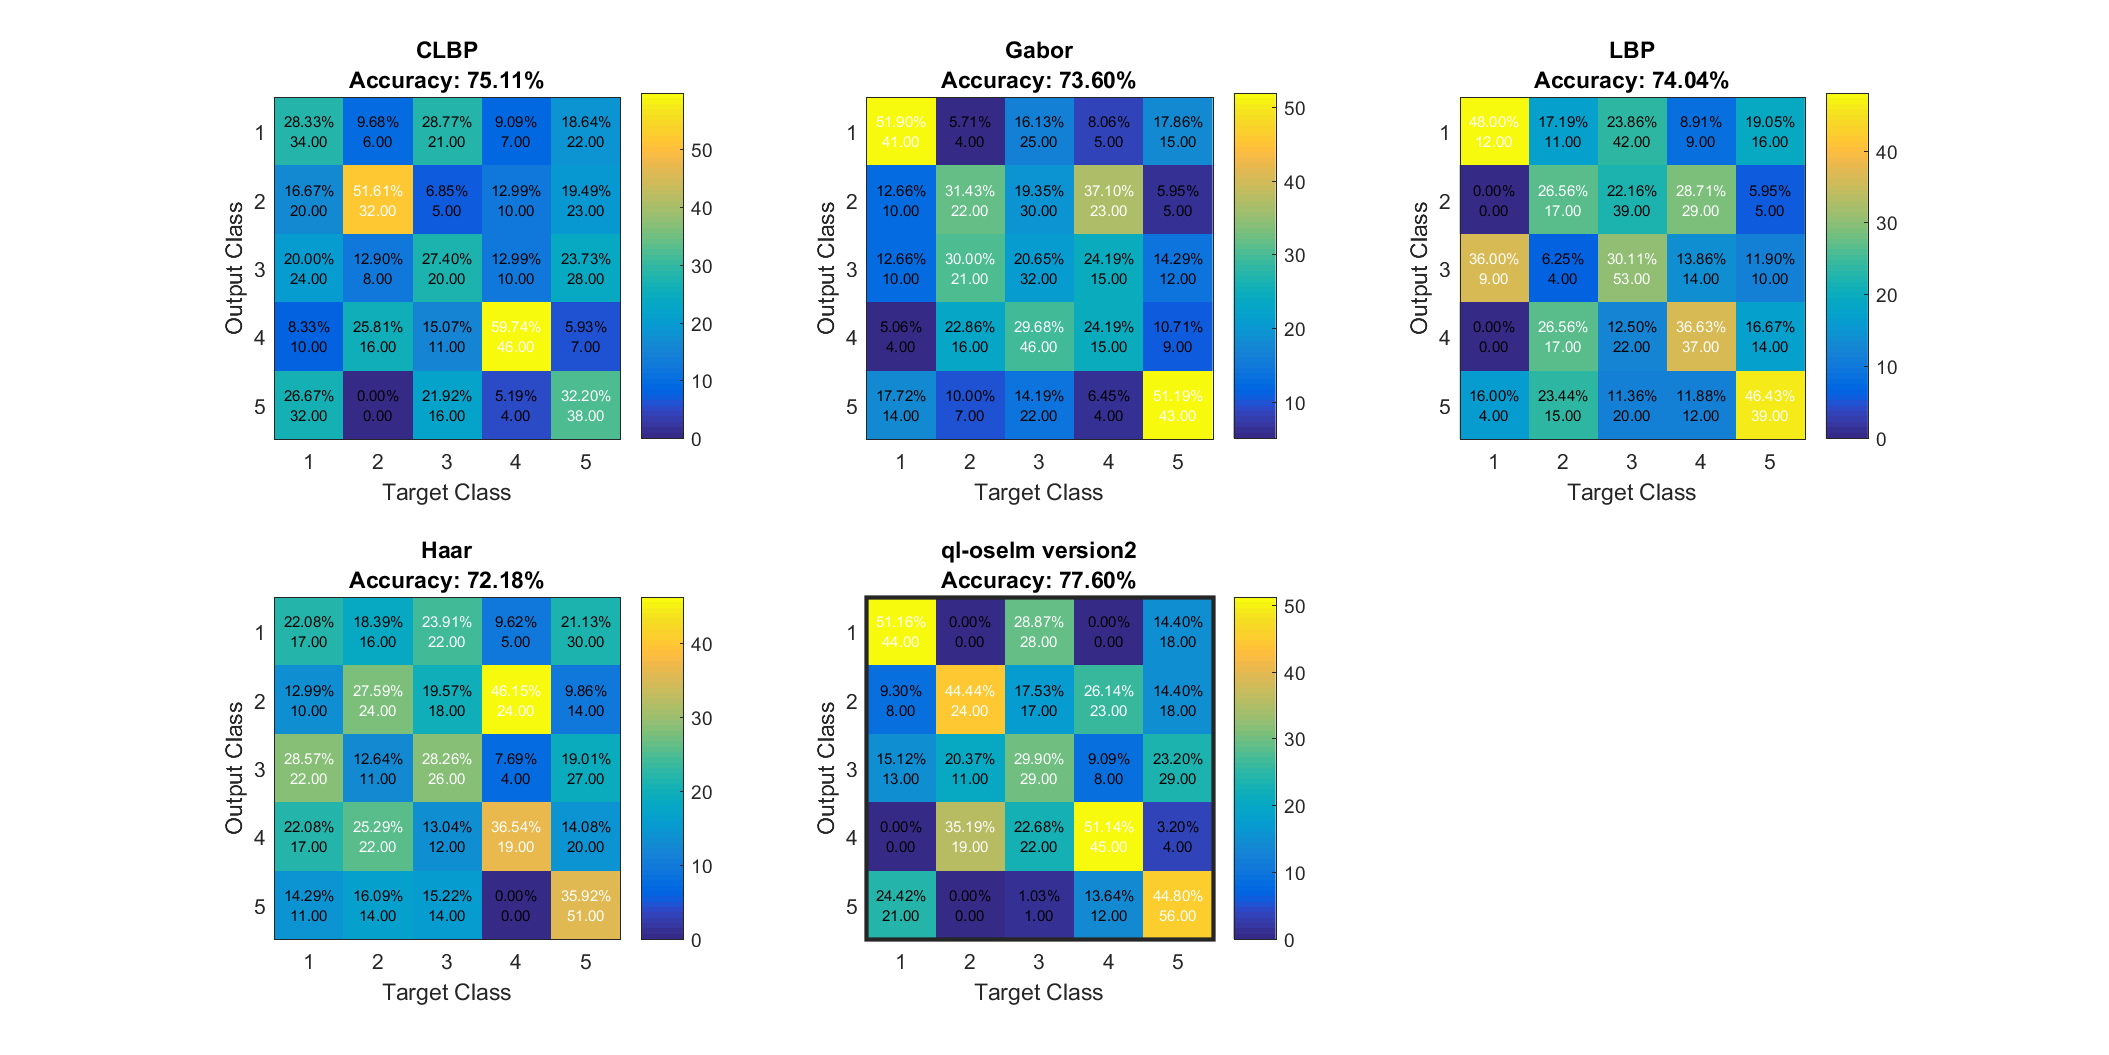 CLBP
Accuracy: 75.11%
28.33% 9.68% 28.77% 9.09% 18.64%
1
34.00 6.00 21.00 7.00 22.00
16.67% 51.61% 6.85% 12.99% 19.49%
2
20.00 32.00 5.00 10.00 23.00
20.00% 12.90% 27.40% 12.99% 23.73%
3
24.00 8.00 20.00 10.00 28.00
8.33% 25.81% 15.07% 59.74% 5.93%
4
10.00 16.00 11.00 46.00 7.00
26.67% 0.00% 21.92% 5.19% 32.20%
5
32.00 0.00 16.00 4.00 38.00
1 2 3 4 5
Target Class
Output Class
50
40
30
20
10
0
Gabor
Accuracy: 73.60%
51.90% 5.71% 16.13% 8.06% 17.86%
1
41.00 4.00 25.00 5.00 15.00
12.66% 31.43% 19.35% 37.10% 5.95%
2
10.00 22.00 30.00 23.00 5.00
12.66% 30.00% 20.65% 24.19% 14.29%
3
10.00 21.00 32.00 15.00 12.00
5.06% 22.86% 29.68% 24.19% 10.71%
4
4.00 16.00 46.00 15.00 9.00
17.72% 10.00% 14.19% 6.45% 51.19%
5
14.00 7.00 22.00 4.00 43.00
1 2 3 4 5
Target Class
Output Class
50
40
30
20
10
LBP
Accuracy: 74.04%
48.00% 17.19% 23.86% 8.91% 19.05%
1
12.00 11.00 42.00 9.00 16.00
0.00% 26.56% 22.16% 28.71% 5.95%
2
0.00 17.00 39.00 29.00 5.00
36.00% 6.25% 30.11% 13.86% 11.90%
3
9.00 4.00 53.00 14.00 10.00
0.00% 26.56% 12.50% 36.63% 16.67%
4
0.00 17.00 22.00 37.00 14.00
16.00% 23.44% 11.36% 11.88% 46.43%
5
4.00 15.00 20.00 12.00 39.00
1 2 3 4 5
Target Class
Output Class
40
30
20
10
0
Haar
Accuracy: 72.18%
22.08% 18.39% 23.91% 9.62% 21.13%
1
17.00 16.00 22.00 5.00 30.00
12.99% 27.59% 19.57% 46.15% 9.86%
2
10.00 24.00 18.00 24.00 14.00
28.57% 12.64% 28.26% 7.69% 19.01%
3
22.00 11.00 26.00 4.00 27.00
22.08% 25.29% 13.04% 36.54% 14.08%
4
17.00 22.00 12.00 19.00 20.00
14.29% 16.09% 15.22% 0.00% 35.92%
5
11.00 14.00 14.00 0.00 51.00
1 2 3 4 5
Target Class
Output Class
40
30
20
10
0
ql-oselm version2
Accuracy: 77.60%
51.16% 0.00% 28.87% 0.00% 14.40%
1
44.00 0.00 28.00 0.00 18.00
9.30% 44.44% 17.53% 26.14% 14.40%
2
8.00 24.00 17.00 23.00 18.00
15.12% 20.37% 29.90% 9.09% 23.20%
3
13.00 11.00 29.00 8.00 29.00
0.00% 35.19% 22.68% 51.14% 3.20%
4
0.00 19.00 22.00 45.00 4.00
24.42% 0.00% 1.03% 13.64% 44.80%
5
21.00 0.00 1.00 12.00 56.00
1 2 3 4 5
Target Class
Output Class
50
40
30
20
10
0